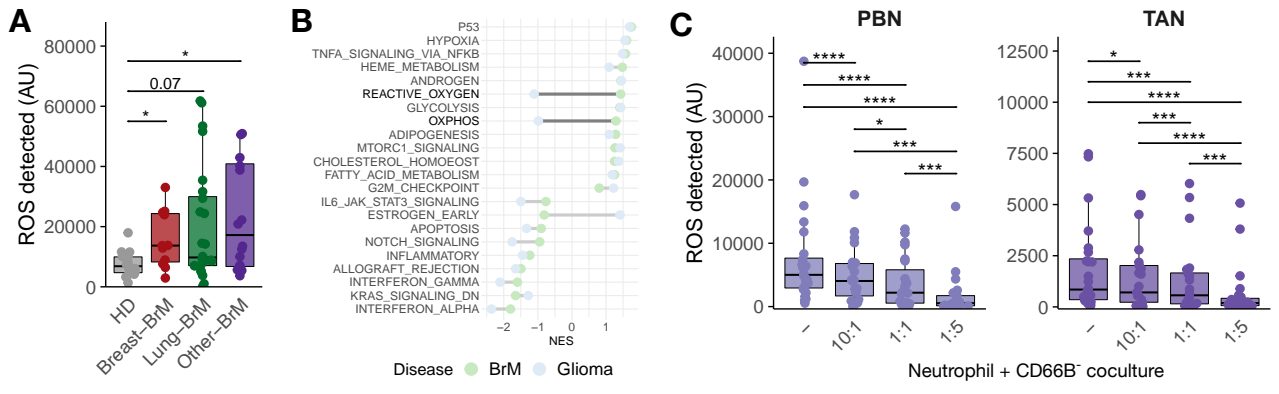 A
ROS detected (AU)
80000
60000
40000
20000
0
*
0.07
*
HD
Breast–BrM
Lung–BrM
Other–BrM
B
P53
HYPOXIA
TNFA_SIGNALING_VIA_NFKB
HEME_METABOLISM
ANDROGEN
REACTIVE_OXYGEN
GLYCOLYSIS
OXPHOS
ADIPOGENESIS
MTORC1_SIGNALING
CHOLESTEROL_HOMOEOST
FATTY_ACID_METABOLISM
G2M_CHECKPOINT
IL6_JAK_STAT3_SIGNALING
ESTROGEN_EARLY
APOPTOSIS
NOTCH_SIGNALING
INFLAMMATORY
ALLOGRAFT_REJECTION
INTERFERON_GAMMA
KRAS_SIGNALING_DN
INTERFERON_ALPHA
−2 −1 0 1
NES
Disease BrM Glioma
C
PBN
ROS detected (AU)
40000
30000
20000
10000
0
****
****
****
*
***
***
– 10:1 1:1 1:5
TAN
12500
10000
7500
5000
2500
0
*
***
****
***
****
***
– 10:1 1:1 1:5
Neutrophil + CD66B⁻ coculture